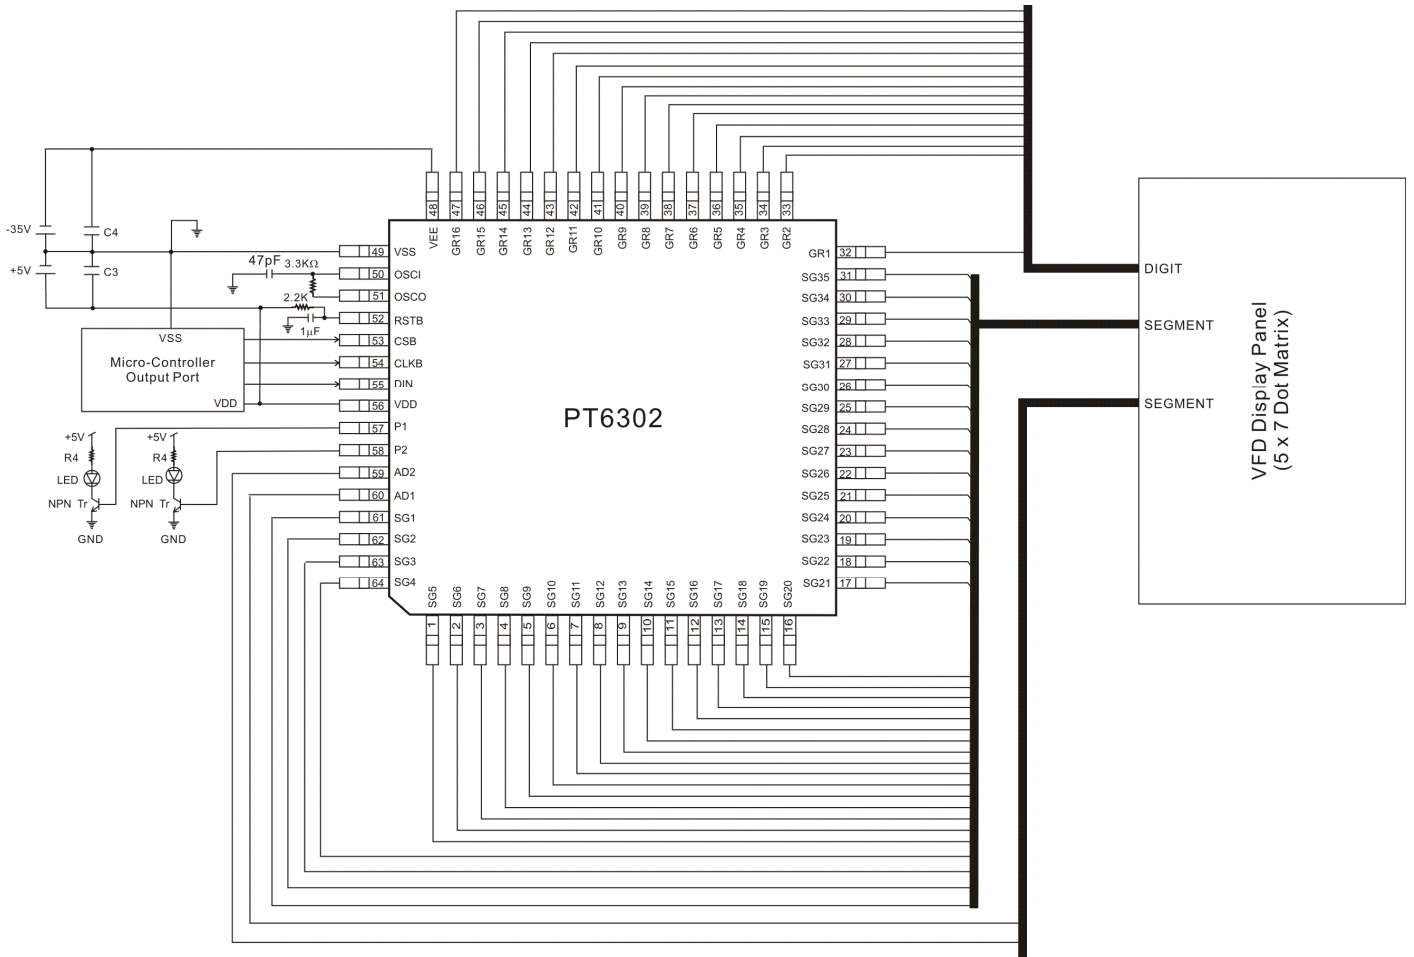 48 47 46 45 44 43 42 41 40 39 38 37 36 35 34 33
VEE GR16 GR15 GR14 GR13 GR12 GR11 GR10 GR9 GR8 GR7 GR6 GR5 GR4 GR3 GR2
-35V
C4
+5V
C3
47pF
3.3KΩ
2.2K
1µF
VSS
Micro-Controller
Output Port
VDD
+5V
R4
LED
NPN Tr
GND
+5V
R4
LED
NPN Tr
GND
49 VSS
50 OSCI
51 OSCO
52 RSTB
53 CSB
54 CLKB
55 DIN
56 VDD
57 P1
58 P2
59 AD2
60 AD1
61 SG1
62 SG2
63 SG3
64 SG4
PT6302
GR1 32
SG35 31
SG34 30
SG33 29
SG32 28
SG31 27
SG30 26
SG29 25
SG28 24
SG27 23
SG26 22
SG25 21
SG24 20
SG23 19
SG22 18
SG21 17
SG5 SG6 SG7 SG8 SG9 SG10 SG11 SG12 SG13 SG14 SG15 SG16 SG17 SG18 SG19 SG20
1 2 3 4 5 6 7 8 9 10 11 12 13 14 15 16
DIGIT
SEGMENT
SEGMENT
VFD Display Panel
(5 x 7 Dot Matrix)